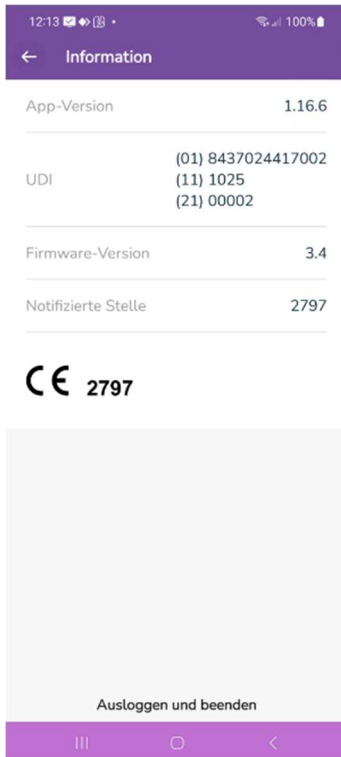 12:13 100%
Information
App-Version 1.16.6
UDI
(01) 8437024417002
(11) 1025
(21) 00002
Firmware-Version 3.4
Notifizierte Stelle 2797
CE 2797
Ausloggen und beenden